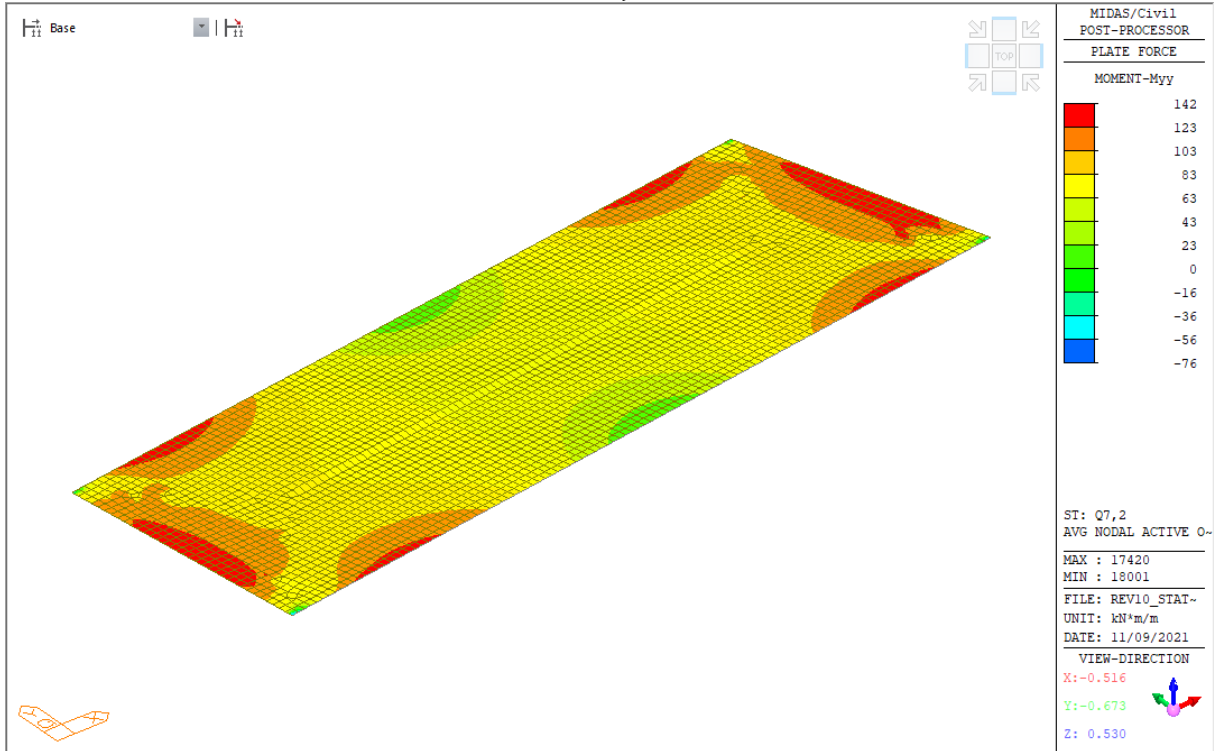 Base
TOP
MIDAS/Civil
POST-PROCESSOR
PLATE FORCE
MOMENT-Myy
142
123
103
83
63
43
23
0
-16
-36
-56
-76
ST: Q7,2
AVG NODAL ACTIVE O~
MAX : 17420
MIN : 18001
FILE: REV10_STAT~
UNIT: kN*m/m
DATE: 11/09/2021
VIEW-DIRECTION
X:-0.516
Y:-0.673
Z: 0.530
Y X